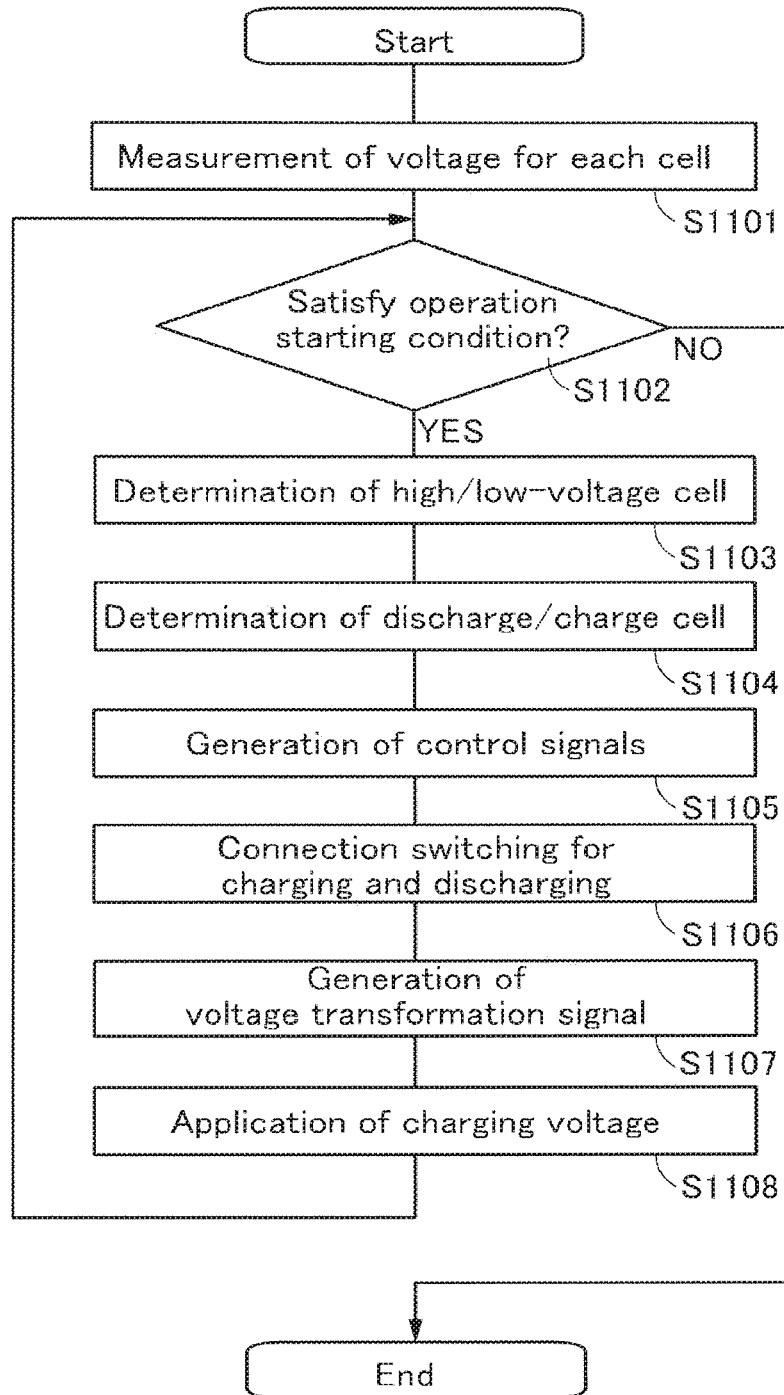 Start
Measurement of voltage for each cell
S1101
Satisfy operation
starting condition?
NO
S1102
YES
Determination of high/low-voltage cell
S1103
Determination of discharge/charge cell
S1104
Generation of control signals
S1105
Connection switching for
charging and discharging
S1106
Generation of
voltage transformation signal
S1107
Application of charging voltage
S1108
End